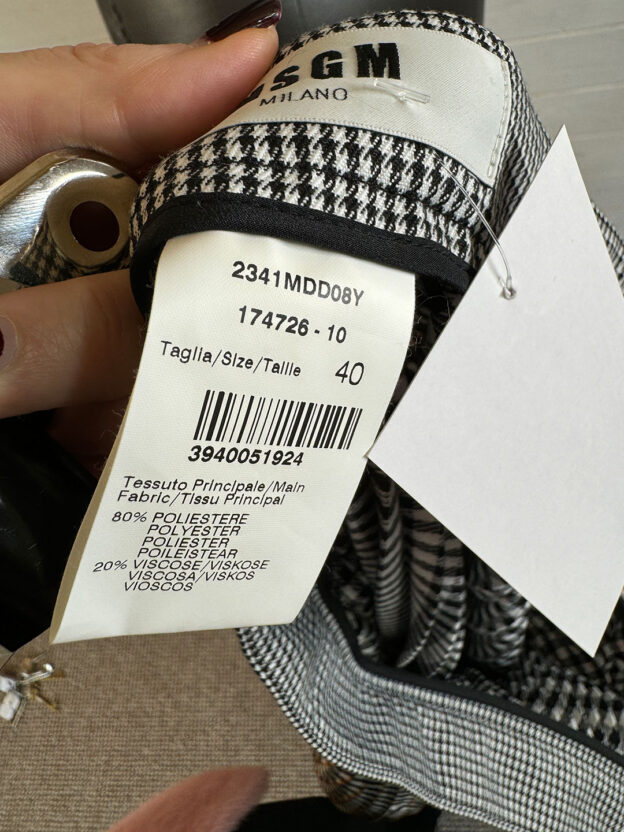 MSGM
MILANO
2341MDD08Y
174726 - 10
Taglia/Size/Taille 40
3940051924
Tessuto Principale/Main
Fabric/Tissu Principal
80% POLIESTERE
POLYESTER
POLIESTER
POILEISTEAR
20% VISCOSE/VISKOSE
VISCOSA/VISKOS
VIOSCOS